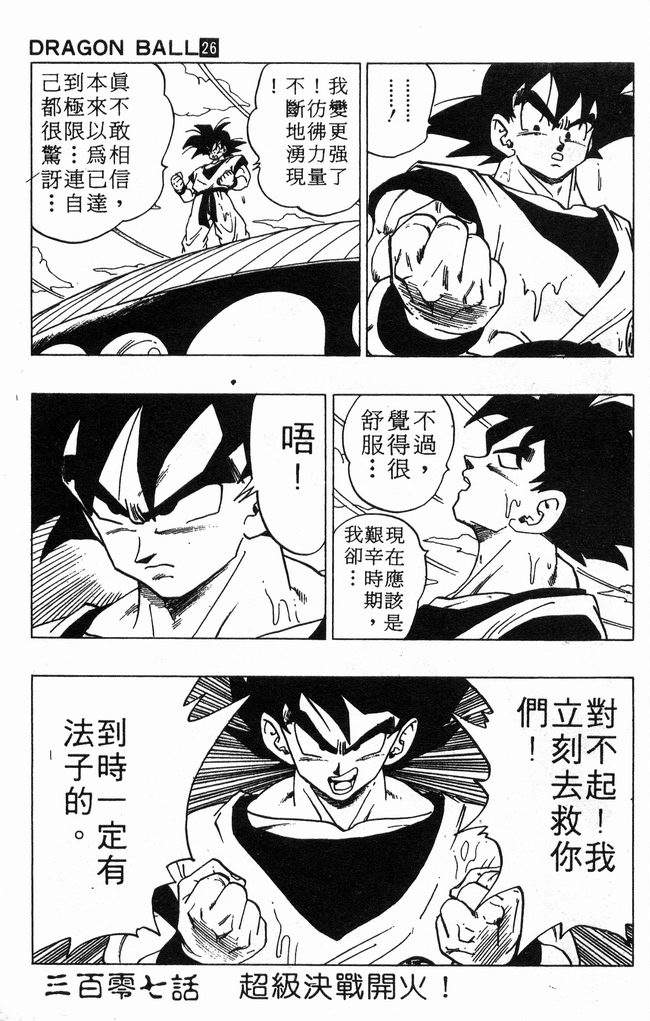 DRAGON BALL 26
………
………
我變更强了
！彷彿力量
不斷地湧現
！
眞不敢相信，
本來以爲已達
到極限…連自
己都很驚訝…
不過，
覺得很
舒服…
現在應該是
艱辛時期，
我卻…
唔！
對不起！我
立刻去救你
們！
到時一定有
法子的。
三百零七話 超級決戰開火！